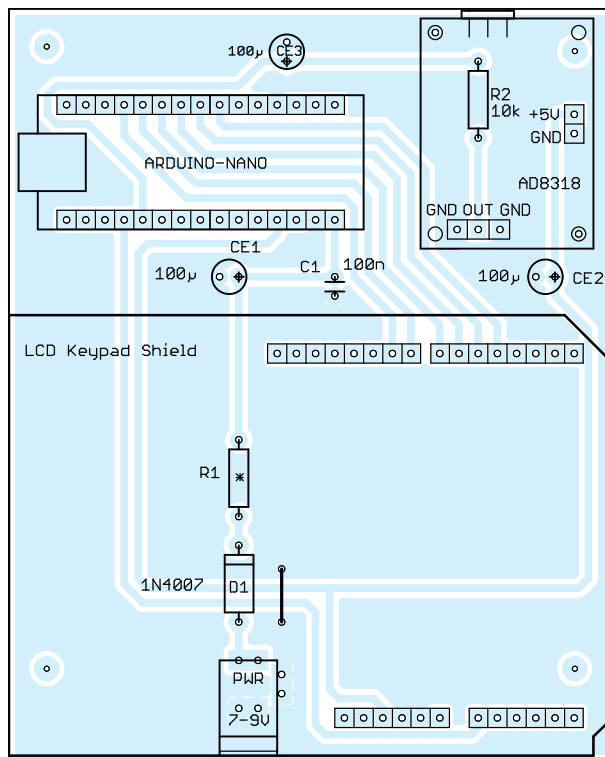 100µ CE3
R2
10k
+5V
GND
ARDUINO-NANO
AD8318
GND OUT GND
CE1
100µ
C1 100n
100µ CE2
LCD Keypad Shield
R1
*
1N4007 D1
PWR
7-9V